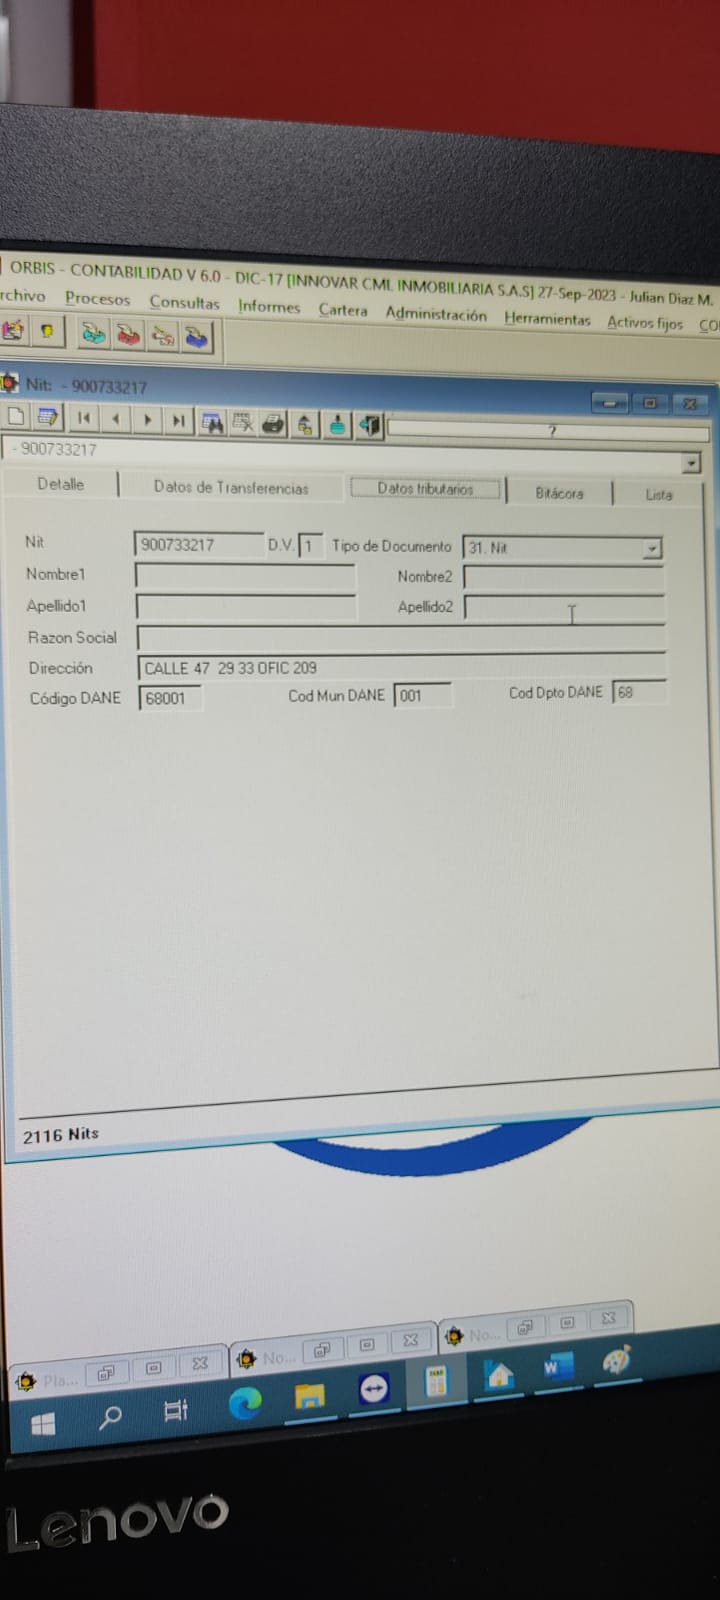 ORBIS - CONTABILIDAD V 6.0 - DIC-17 [INNOVAR CML INMOBILIARIA S.A.S] 27-Sep-2023 - Julian Diaz M.
rchivo Procesos Consultas Informes Cartera Administración Herramientas Activos fijos CO
Nit: - 900733217
?
- 900733217
Detalle Datos de Transferencias Datos tributarios Bitácora Lista
Nit 900733217 D.V. 1 Tipo de Documento 31. Nit
Nombre1 Nombre2
Apellido1 Apellido2
Razon Social
Dirección CALLE 47 29 33 OFIC 209
Código DANE 68001 Cod Mun DANE 001 Cod Dpto DANE 68
2116 Nits
Pla... No... No...
Lenovo